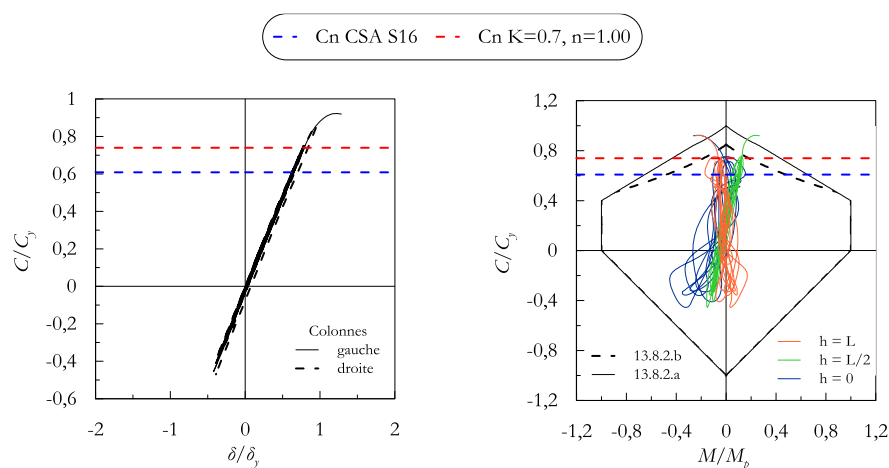 Cn CSA S16 Cn K=0.7, n=1.00
1
0,8
0,6
0,4
0,2
0
-0,2
-0,4
-0,6
C/Cy
-2 -1 0 1 2
δ/δy
Colonnes
gauche
droite
1,2
0,8
0,4
0
-0,4
-0,8
-1,2
C/Cy
-1,2 -0,8 -0,4 0 0,4 0,8 1,2
M/Mp
13.8.2.b
13.8.2.a
h = L
h = L/2
h = 0